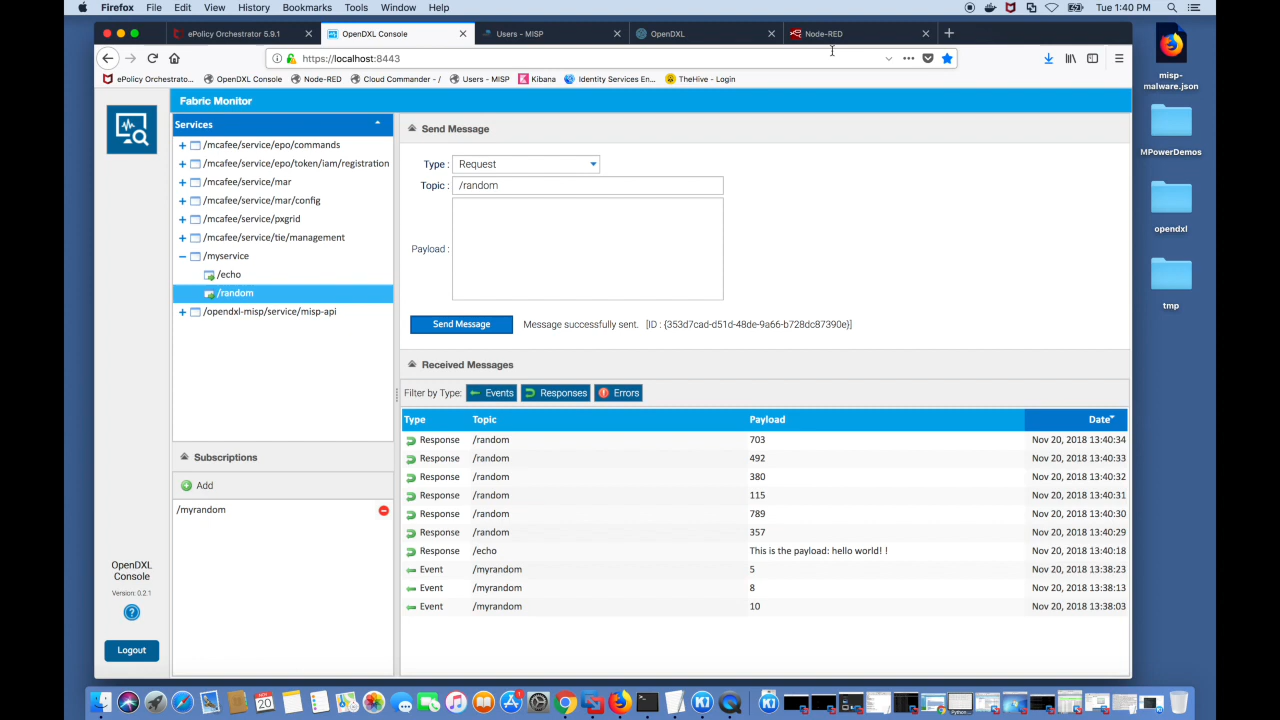 Firefox File Edit View History Bookmarks Tools Window Help Tue 1:40 PM
ePolicy Orchestrator 5.9.1 OpenDXL Console Users - MISP OpenDXL Node-RED
https://localhost:8443
ePolicy Orchestrato... OpenDXL Console Node-RED Cloud Commander - / Users - MISP Kibana Identity Services En... TheHive - Login
misp-
malware.json
MPowerDemos
opendxl
tmp
Fabric Monitor
Services
/mcafee/service/epo/commands
/mcafee/service/epo/token/iam/registration
/mcafee/service/mar
/mcafee/service/mar/config
/mcafee/service/pxgrid
/mcafee/service/tie/management
/myservice
/echo
/random
/opendxl-misp/service/misp-api
Subscriptions
Add
/myrandom
OpenDXL
Console
Version: 0.2.1
Logout
Send Message
Type : Request
Topic : /random
Payload :
Send Message Message successfully sent. [ID : {353d7cad-d51d-48de-9a66-b728dc87390e}]
Received Messages
Filter by Type: Events Responses Errors
Type Topic Payload Date
Response /random 703 Nov 20, 2018 13:40:34
Response /random 492 Nov 20, 2018 13:40:33
Response /random 380 Nov 20, 2018 13:40:32
Response /random 115 Nov 20, 2018 13:40:31
Response /random 789 Nov 20, 2018 13:40:30
Response /random 357 Nov 20, 2018 13:40:29
Response /echo This is the payload: hello world! ! Nov 20, 2018 13:40:18
Event /myrandom 5 Nov 20, 2018 13:38:23
Event /myrandom 8 Nov 20, 2018 13:38:13
Event /myrandom 10 Nov 20, 2018 13:38:03